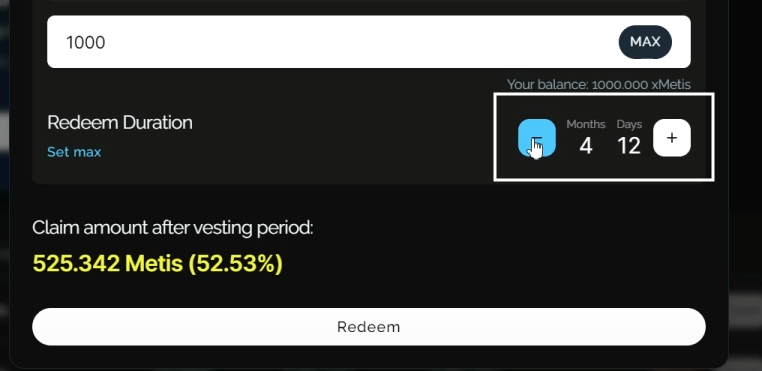 1000
MAX
Your balance: 1000.000 xMetis
Redeem Duration
Set max
Months Days
- 4 12 +
Claim amount after vesting period:
525.342 Metis (52.53%)
Redeem